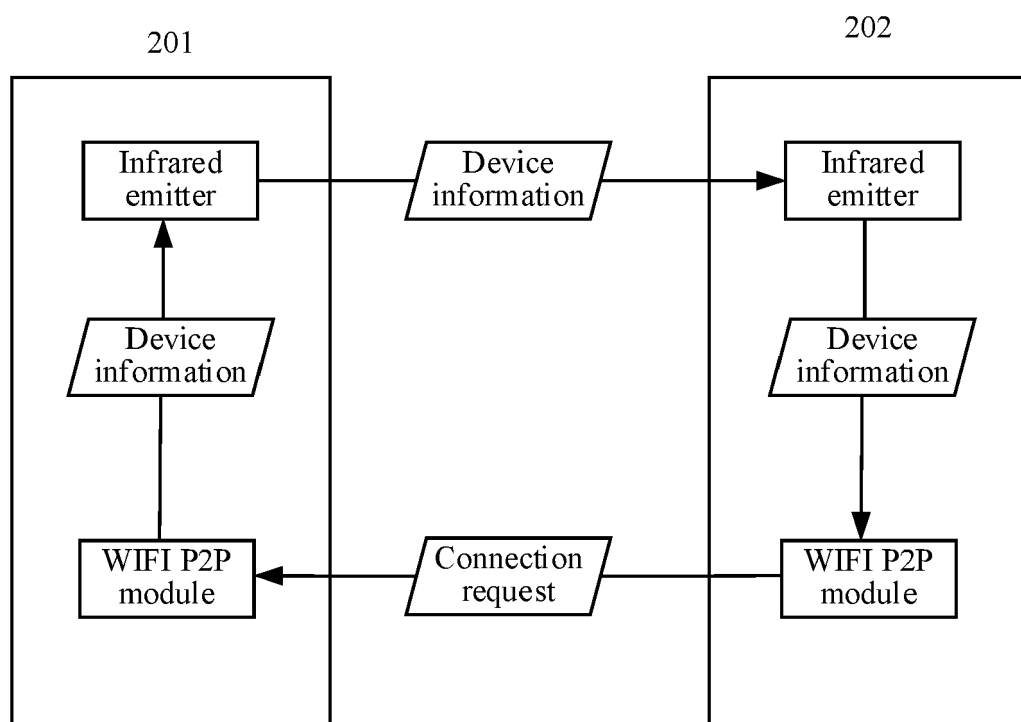 201
202
Infrared
emitter
Device
information
Infrared
emitter
Device
information
Device
information
WIFI P2P
module
Connection
request
WIFI P2P
module